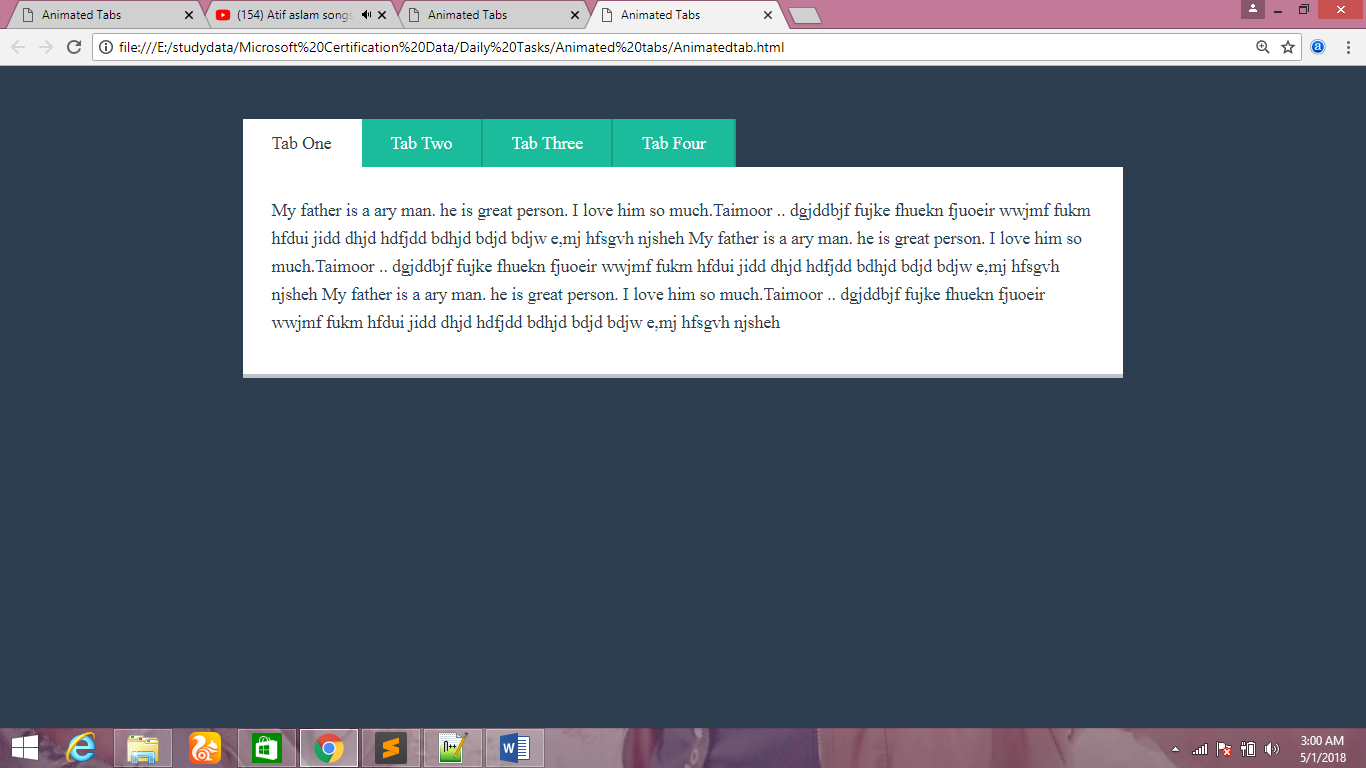 Animated Tabs
(154) Atif aslam songs
Animated Tabs
Animated Tabs
file:///E:/studydata/Microsoft%20Certification%20Data/Daily%20Tasks/Animated%20tabs/Animatedtab.html
Tab One
Tab Two
Tab Three
Tab Four
My father is a ary man. he is great person. I love him so much.Taimoor .. dgjddbjf fujke fhuekn fjuoeir wwjmf fukm
hfdui jidd dhjd hdfjdd bdhjd bdjd bdjw e,mj hfsgvh njsheh My father is a ary man. he is great person. I love him so
much.Taimoor .. dgjddbjf fujke fhuekn fjuoeir wwjmf fukm hfdui jidd dhjd hdfjdd bdhjd bdjd bdjw e,mj hfsgvh
njsheh My father is a ary man. he is great person. I love him so much.Taimoor .. dgjddbjf fujke fhuekn fjuoeir
wwjmf fukm hfdui jidd dhjd hdfjdd bdhjd bdjd bdjw e,mj hfsgvh njsheh
3:00 AM
5/1/2018